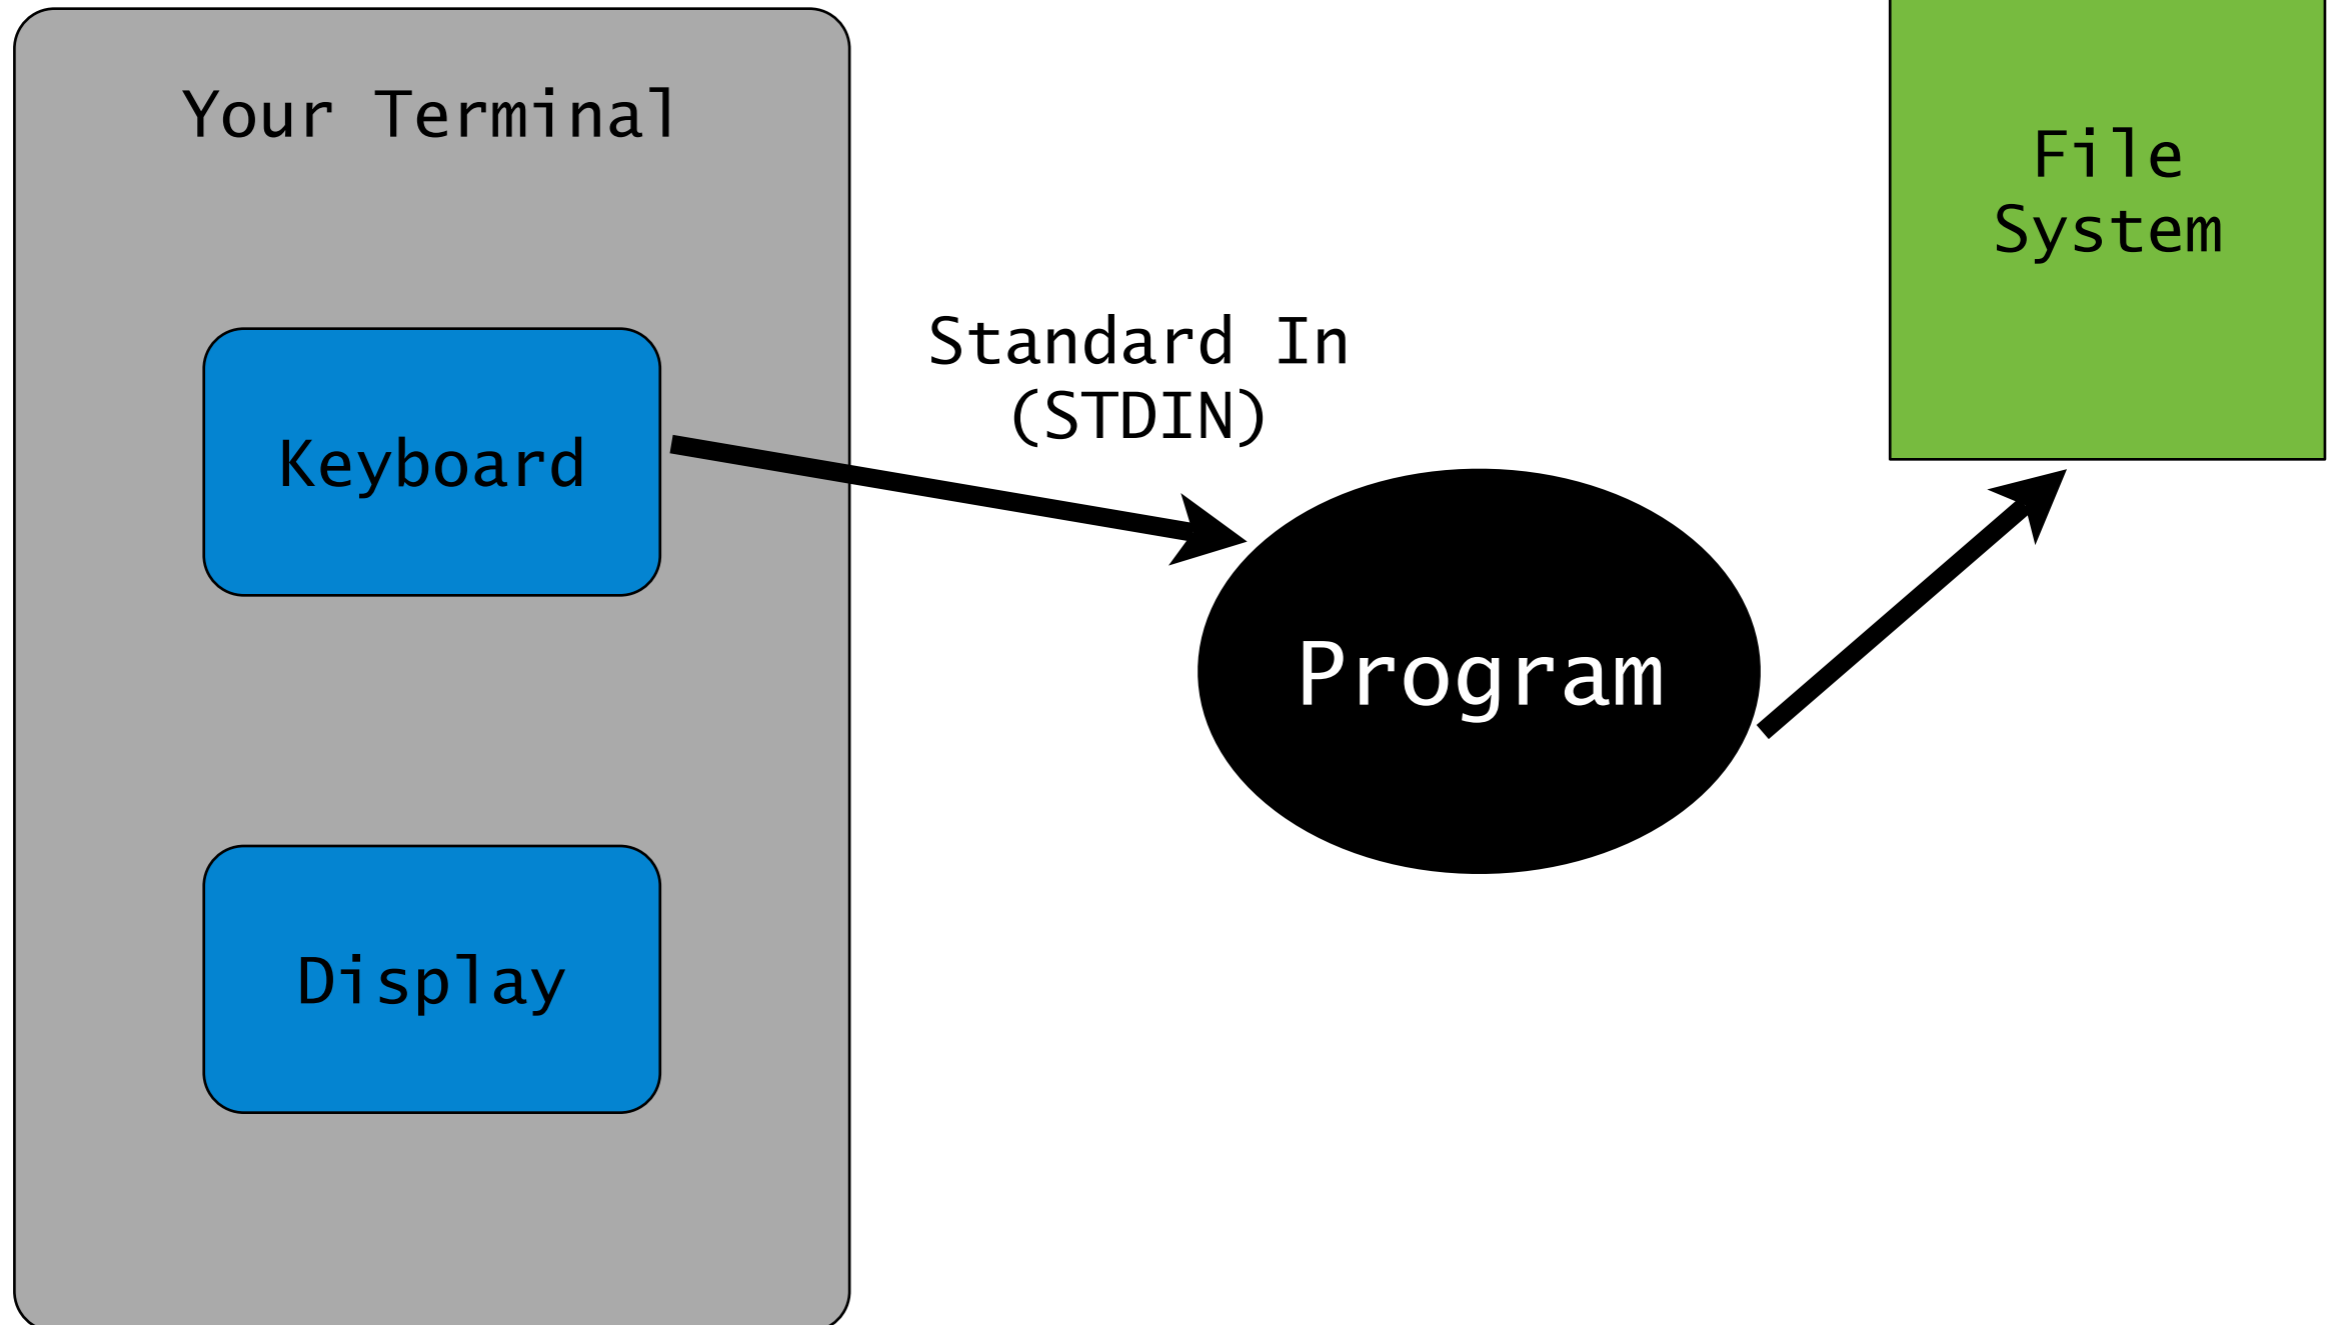 Your Terminal
File
System
Standard In
(STDIN)
Keyboard
Program
Display